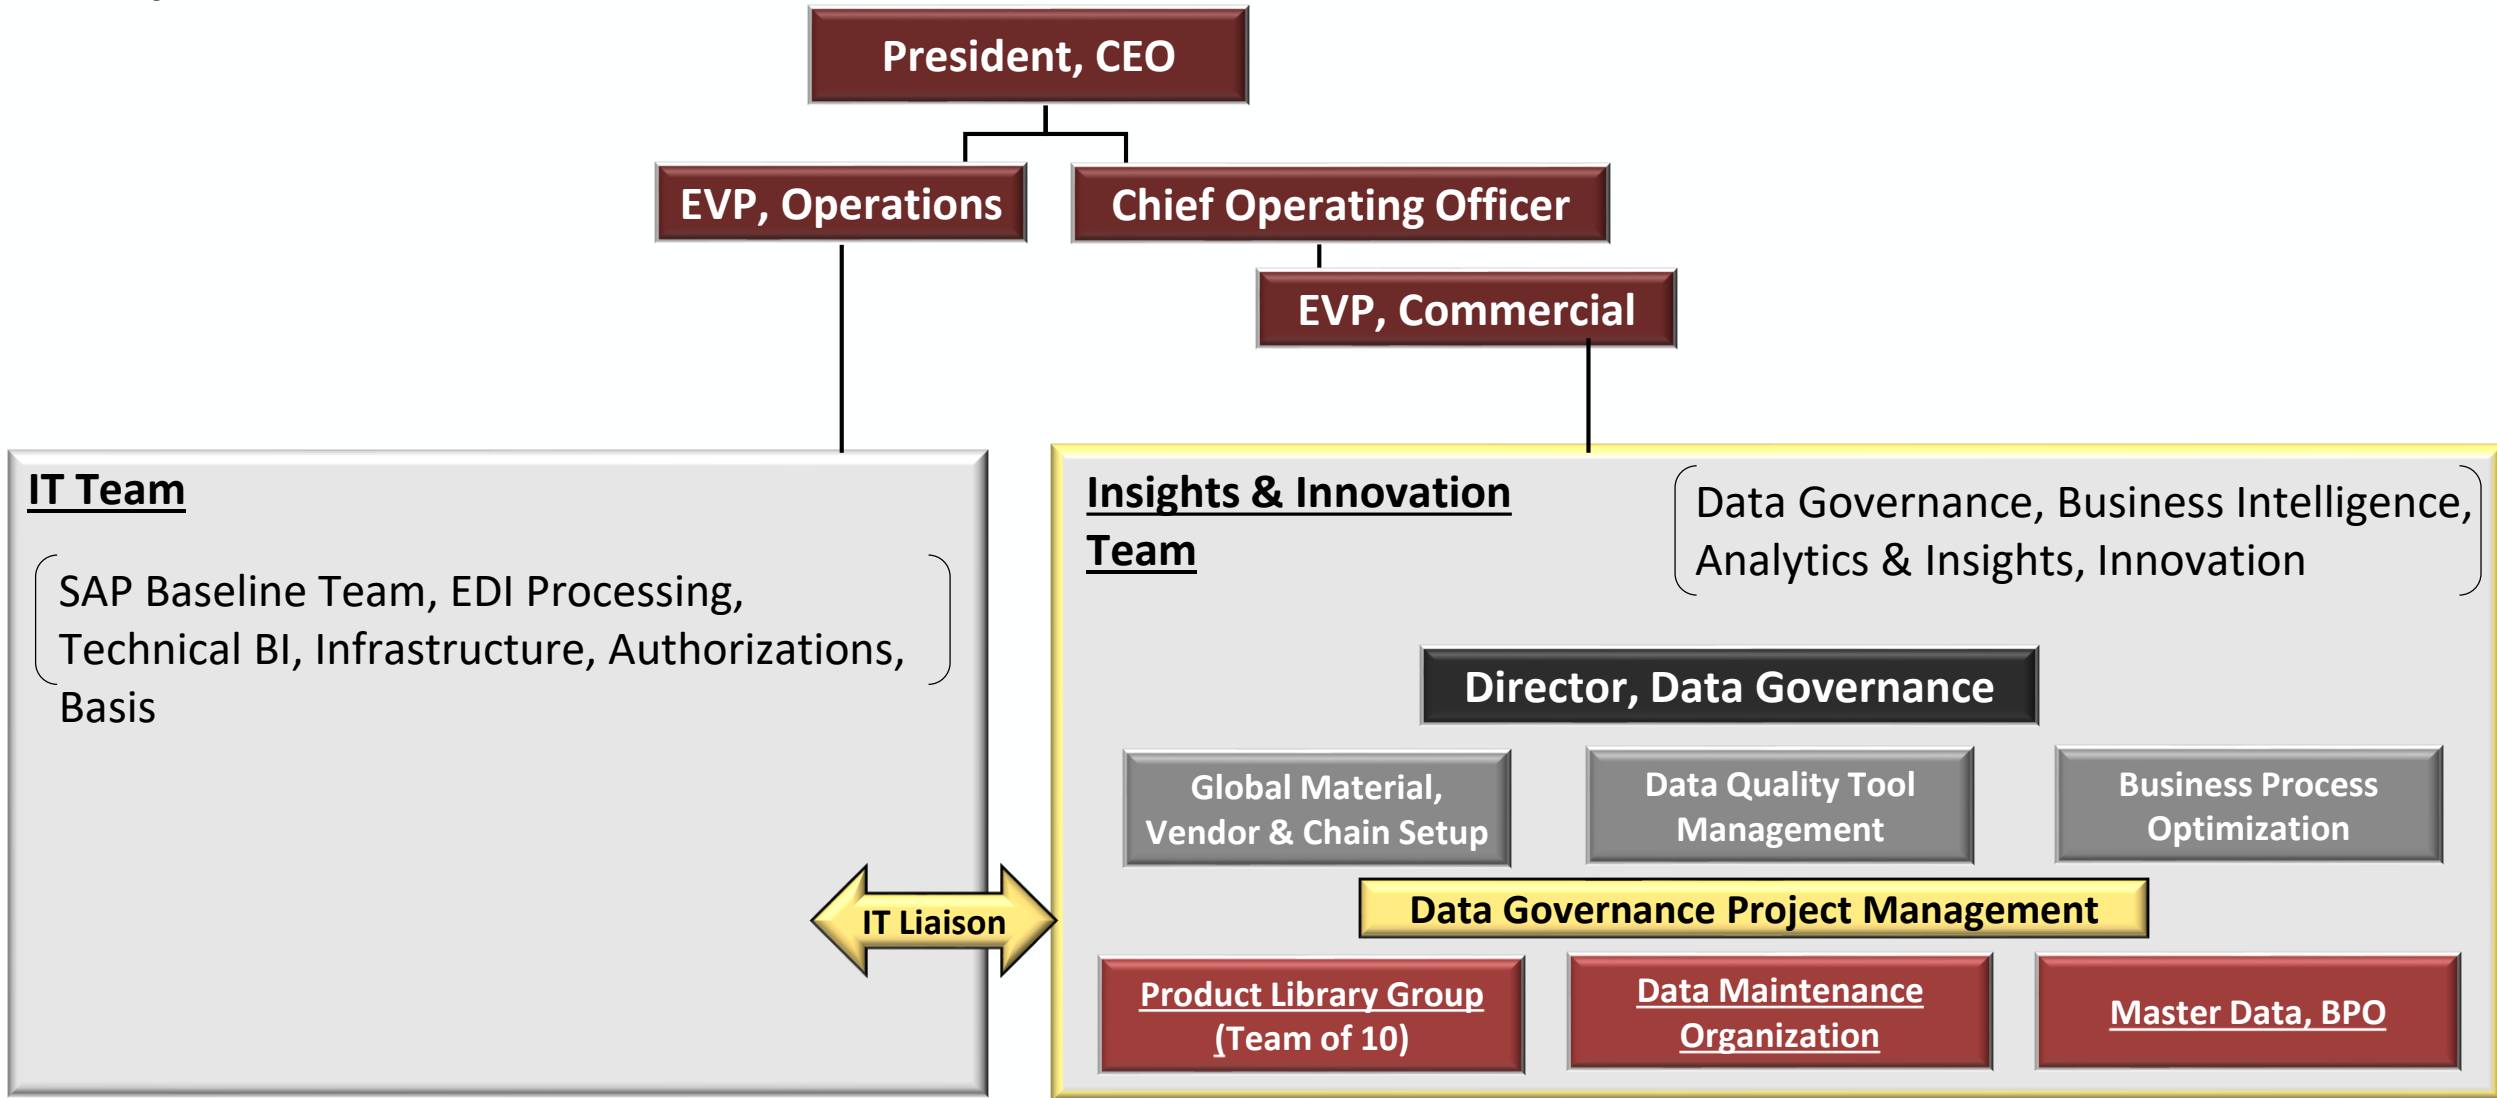 President, CEO
EVP, Operations
Chief Operating Officer
EVP, Commercial
IT Team
SAP Baseline Team, EDI Processing,
Technical BI, Infrastructure, Authorizations,
Basis
Insights & Innovation
Team
Data Governance, Business Intelligence,
Analytics & Insights, Innovation
Director, Data Governance
Global Material,
Vendor & Chain Setup
Data Quality Tool
Management
Business Process
Optimization
IT Liaison
Data Governance Project Management
Product Library Group
(Team of 10)
Data Maintenance
Organization
Master Data, BPO